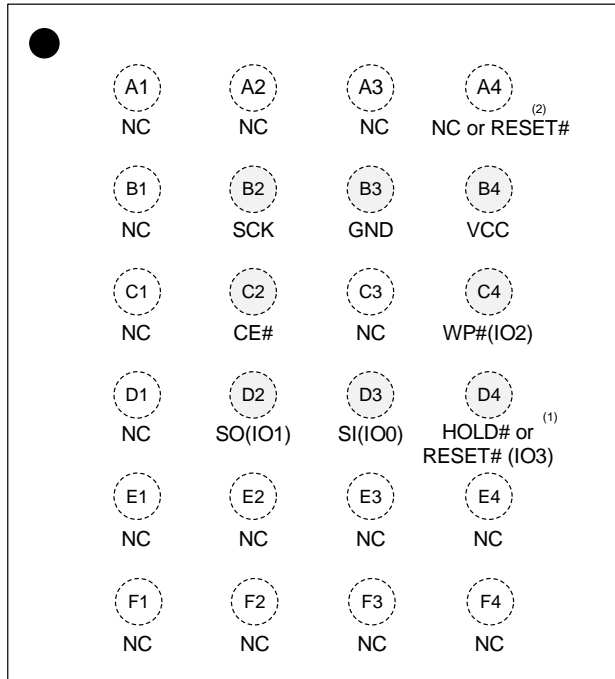 A1 A2 A3 A4
(2)
NC NC NC NC or RESET#
B1 B2 B3 B4
NC SCK GND VCC
C1 C2 C3 C4
NC CE# NC WP#(IO2)
D1 D2 D3 D4
(1)
NC SO(IO1) SI(IO0) HOLD# or
RESET# (IO3)
E1 E2 E3 E4
NC NC NC NC
F1 F2 F3 F4
NC NC NC NC